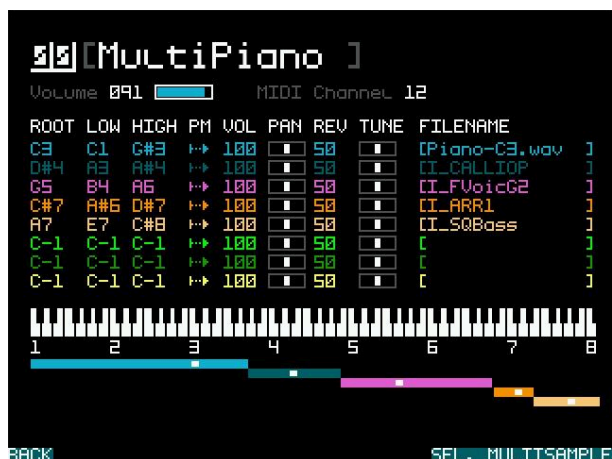 SS[MultiPiano ]
Volume 091 MIDI Channel 12
ROOT LOW HIGH PM VOL PAN REV TUNE FILENAME
C3 C1 G#3 100 50 [Piano-C3.wav ]
D#4 A3 A#4 100 50 [I_CALLIOP ]
G5 B4 A6 100 50 [I_FVoicG2 ]
C#7 A#6 D#7 100 50 [I_ARR1 ]
A7 E7 C#8 100 50 [I_SQBass ]
C-1 C-1 C-1 100 50 [ ]
C-1 C-1 C-1 100 50 [ ]
C-1 C-1 C-1 100 50 [ ]
1 2 3 4 5 6 7 8
BACK SEL. MULTISAMPLE